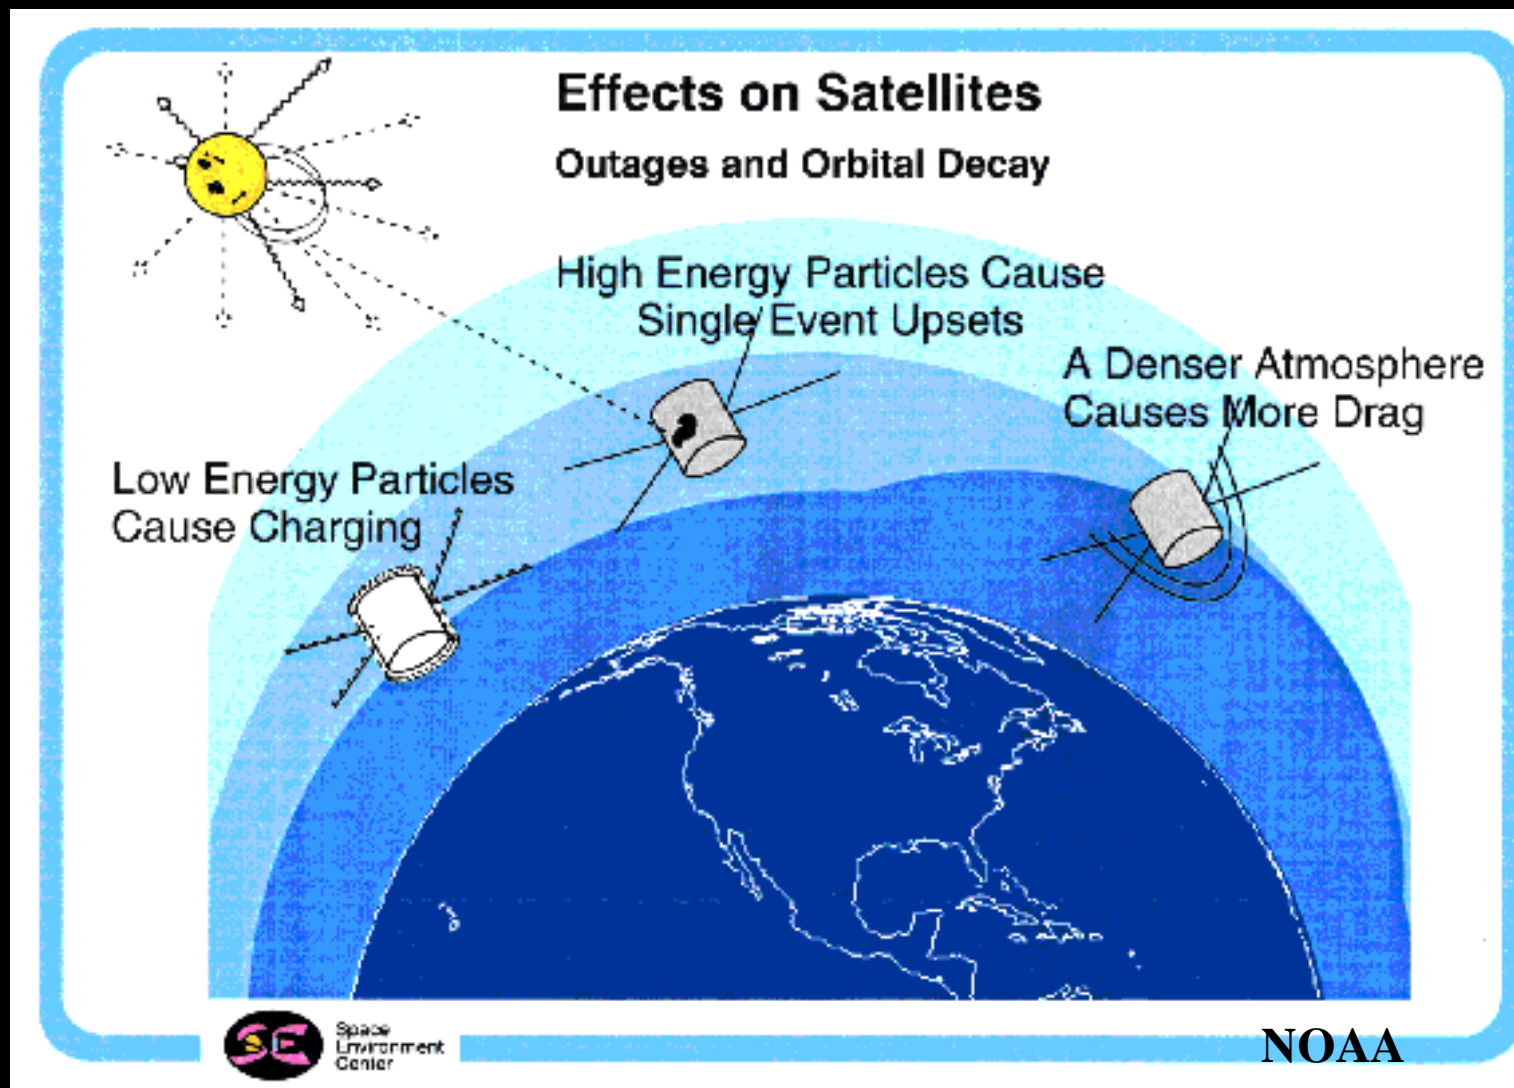 Effects on Satellites
Outages and Orbital Decay
High Energy Particles Cause
Single Event Upsets
A Denser Atmosphere
Causes More Drag
Low Energy Particles
Cause Charging
SEC
Space
Environment
Center
NOAA